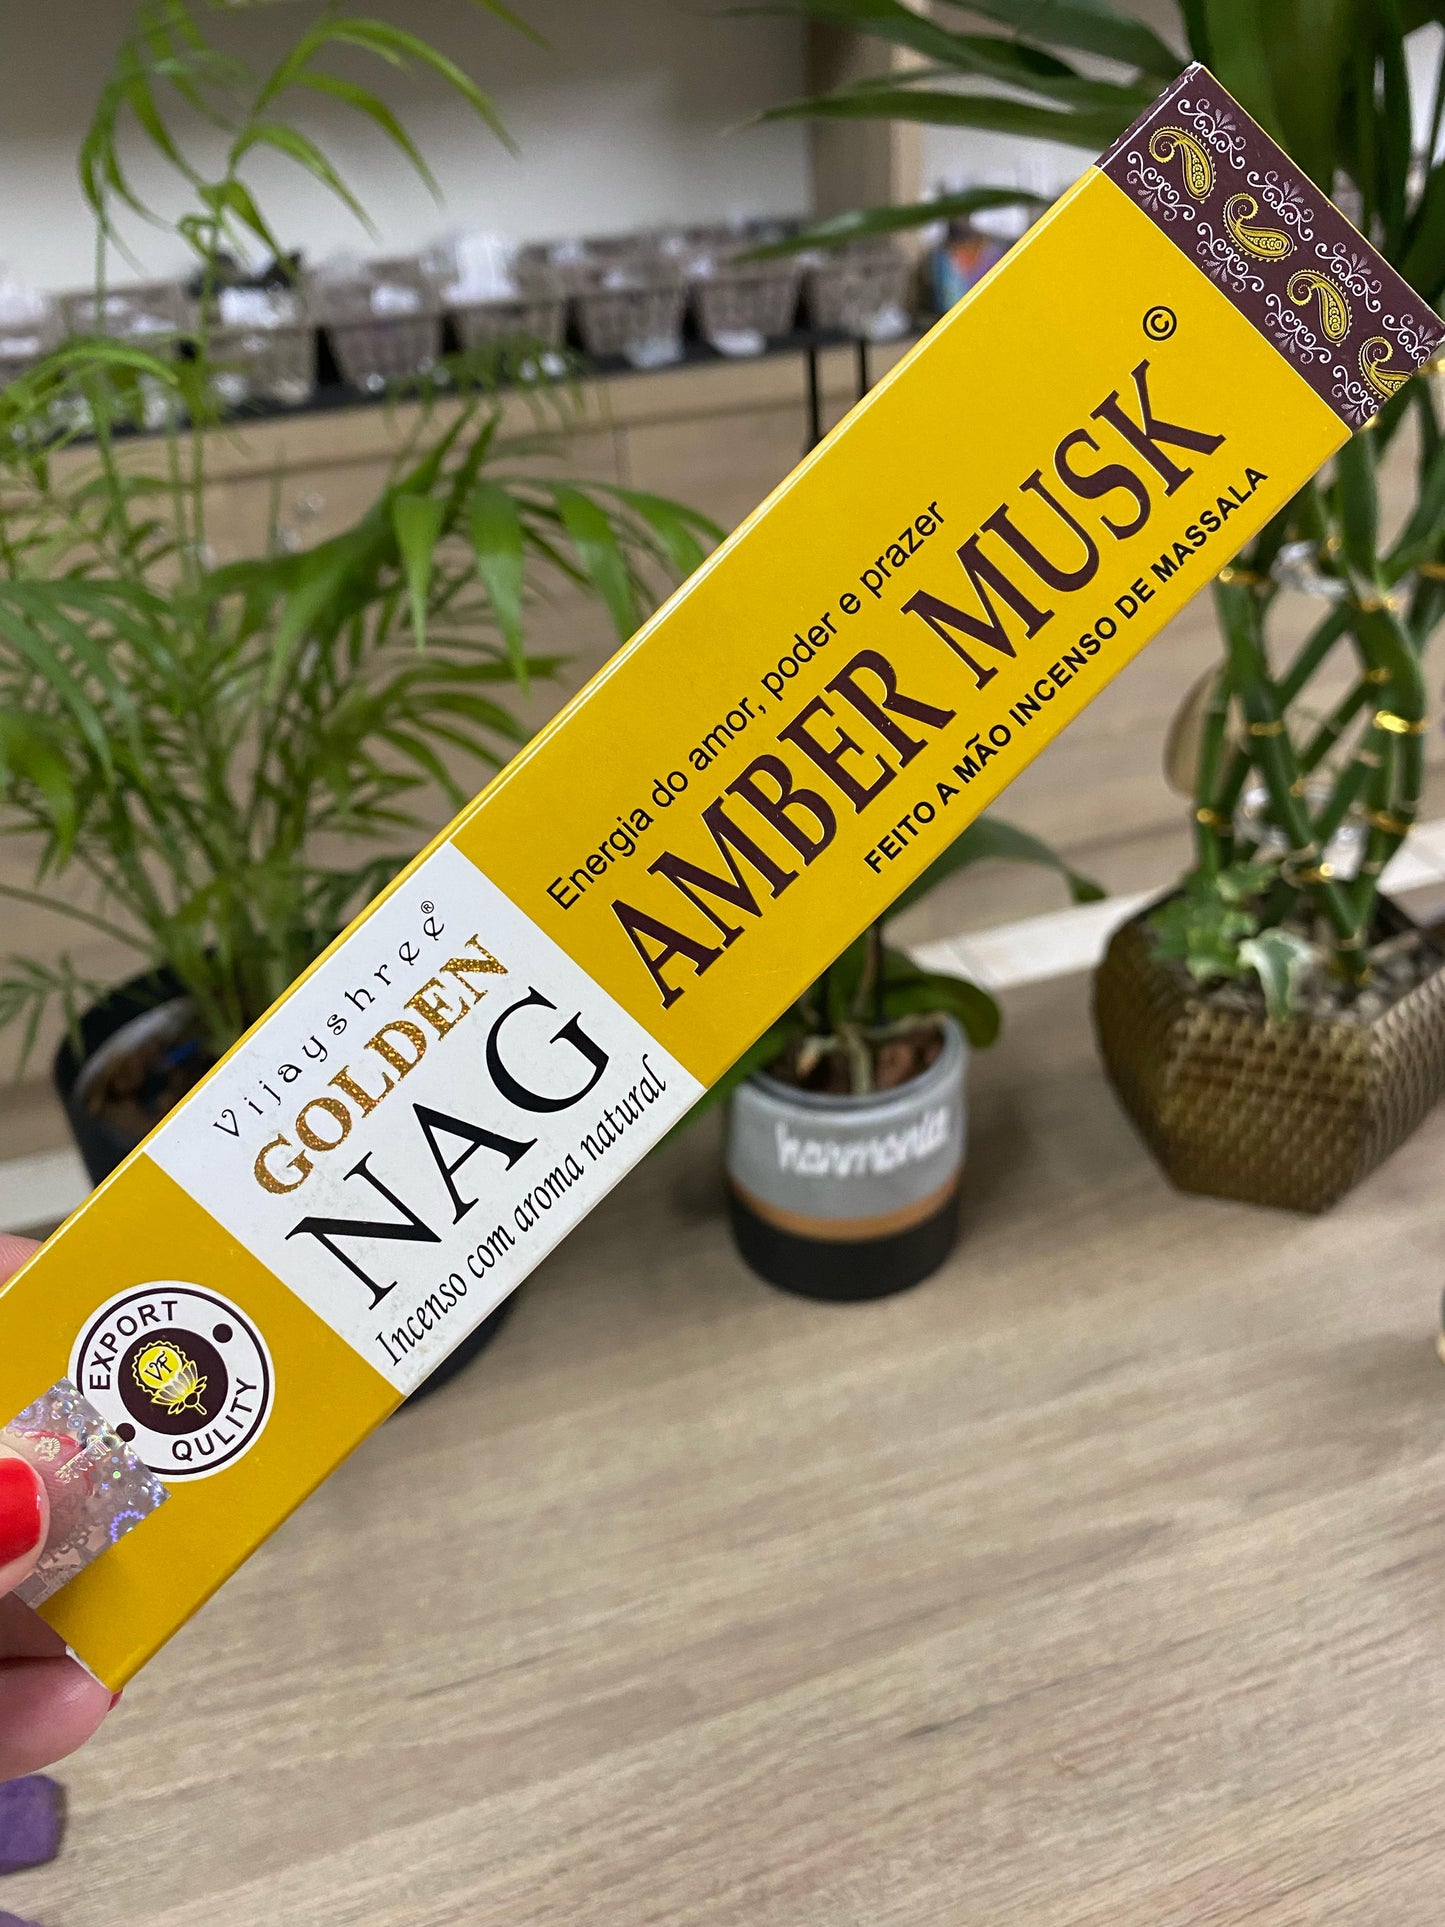 Vijayshree®
GOLDEN
NAG
Incenso com aroma natural
Energia do amor, poder e prazer
AMBER MUSK ©
FEITO A MÃO INCENSO DE MASSALA
EXPORT
VF
QULITY
harmonia